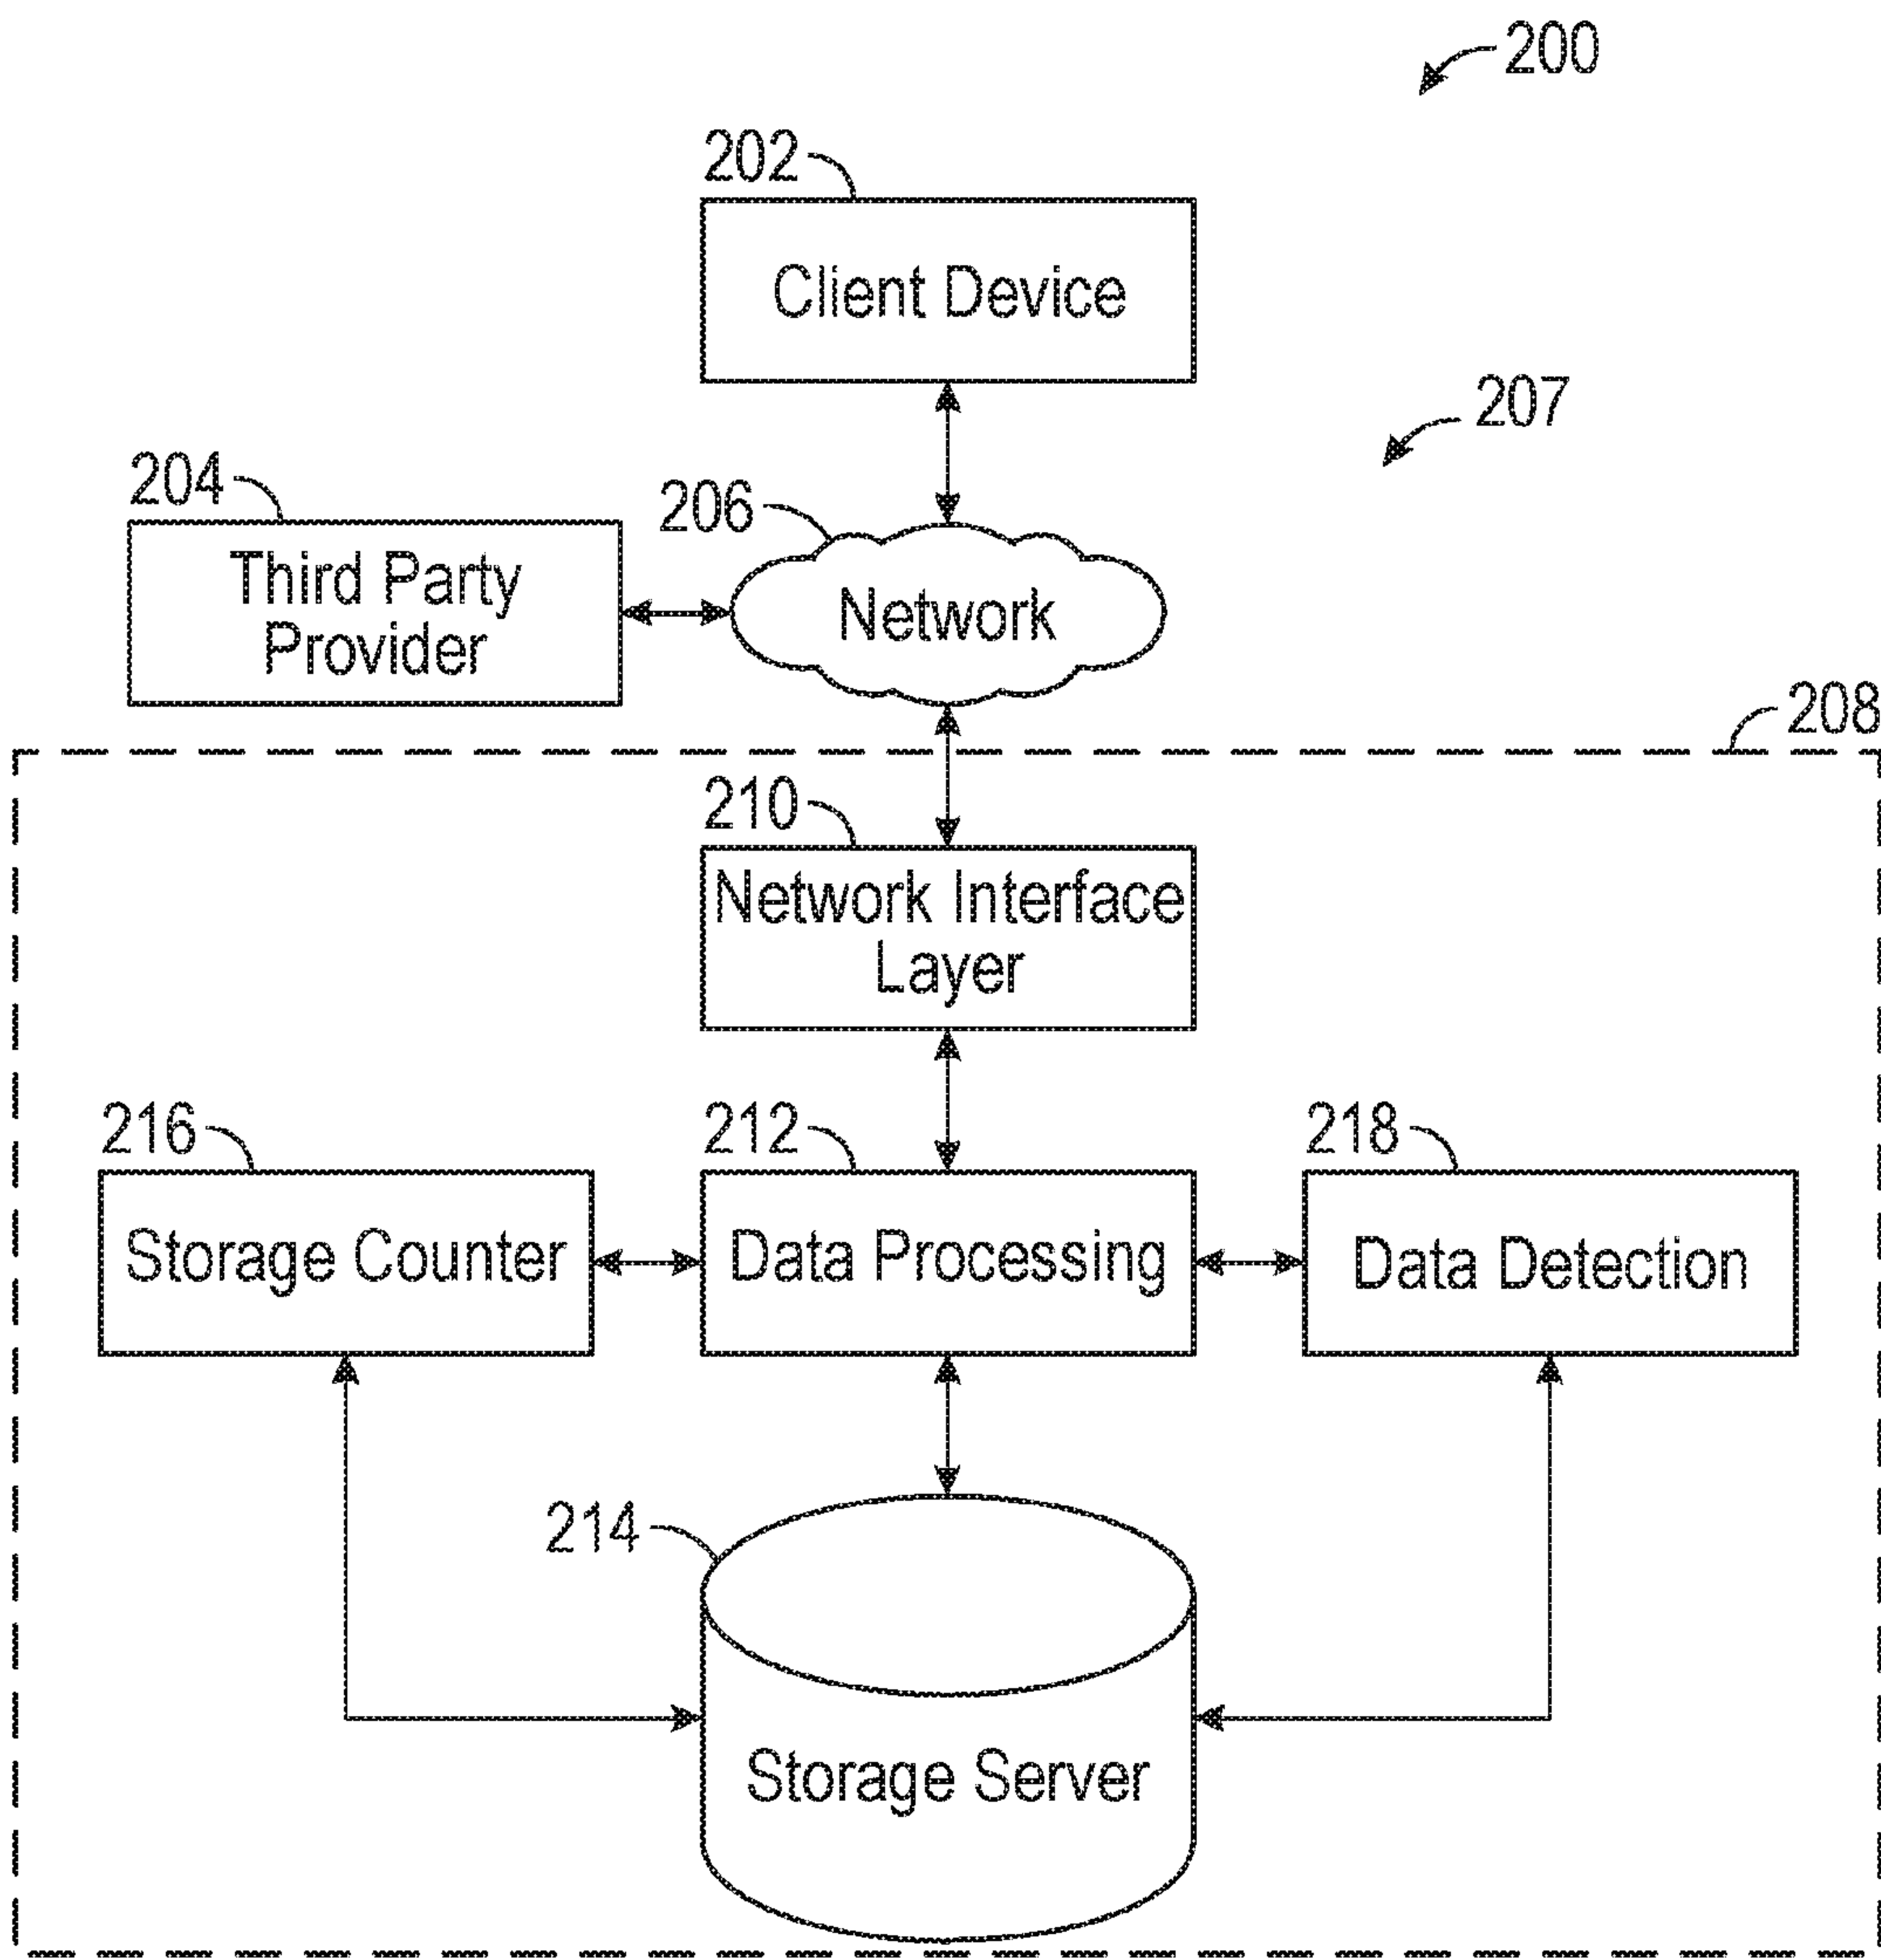 200
202
Client Device
207
204
206
Third Party
Provider
Network
208
210
Network Interface
Layer
216
212
218
Storage Counter
Data Processing
Data Detection
214
Storage Server